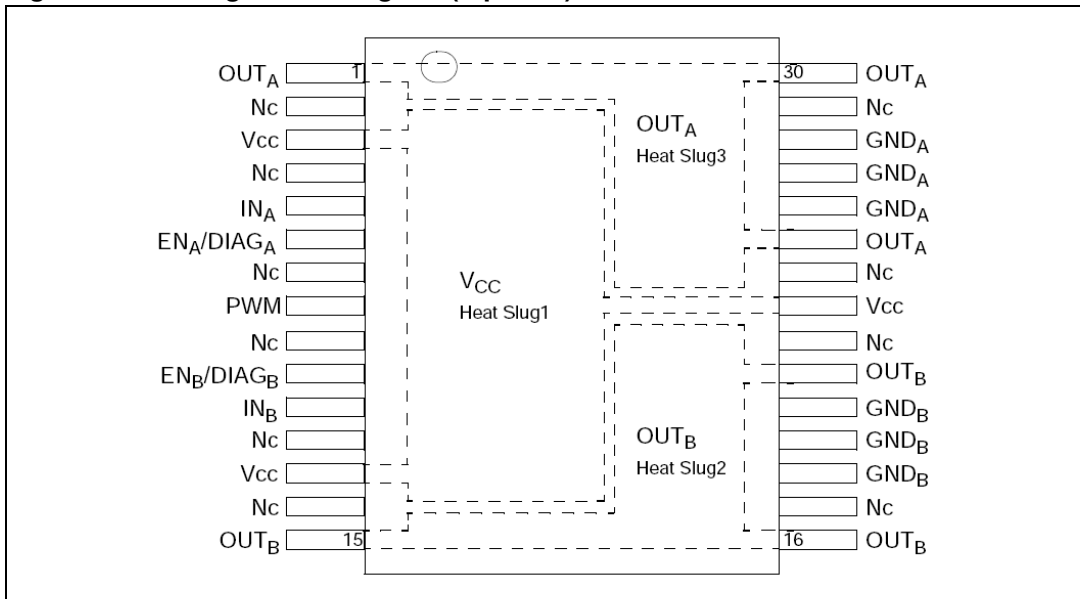 OUTA 1 30 OUTA
Nc Nc
Vcc GNDA
Nc GNDA
INA GNDA
ENA/DIAGA OUTA
Nc Nc
PWM Vcc
Nc Nc
ENB/DIAGB OUTB
INB GNDB
Nc GNDB
Vcc GNDB
Nc Nc
OUTB 15 16 OUTB
OUTA
Heat Slug3
VCC
Heat Slug1
OUTB
Heat Slug2